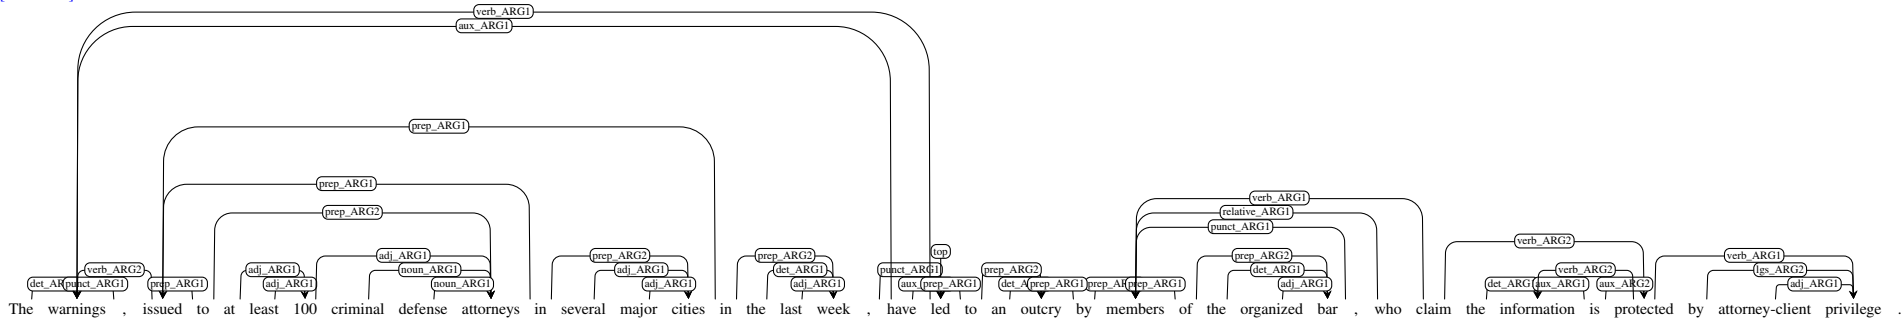 verb_ARG1
aux_ARG1
prep_ARG1
prep_ARG1
verb_ARG1
prep_ARG2 relative_ARG1
punct_ARG1
verb_ARG2
top
adj_ARG1 prep_ARG2 prep_ARG2 prep_ARG2 verb_ARG1
verb_ARG2 adj_ARG1 noun_ARG1 adj_ARG1 det_ARG1 punct_ARG1 prep_ARG2 det_ARG1 verb_ARG2 lgs_ARG2
punct_ARG1 prep_ARG1 adj_ARG1 noun_ARG1 adj_ARG1 adj_ARG1 prep_ARG1 prep_ARG1 prep_ARG1 adj_ARG1 aux_ARG1 aux_ARG2 adj_ARG1
The warnings , issued to at least 100 criminal defense attorneys in several major cities in the last week , have led to an outcry by members of the organized bar , who claim the information is protected by attorney-client privilege